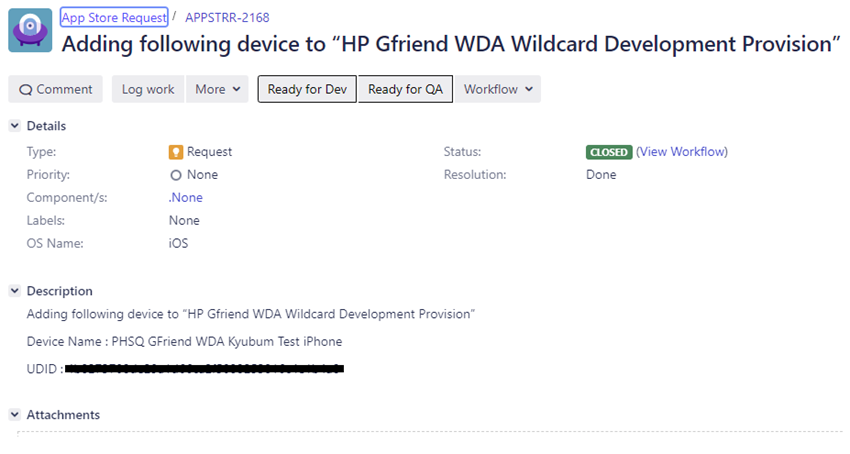 App Store Request / APPSTRR-2168
Adding following device to “HP Gfriend WDA Wildcard Development Provision”
Comment Log work More Ready for Dev Ready for QA Workflow
Details
Type: Request Status: CLOSED (View Workflow)
Priority: None Resolution: Done
Component/s: .None
Labels: None
OS Name: iOS
Description
Adding following device to “HP Gfriend WDA Wildcard Development Provision”
Device Name : PHSQ GFriend WDA Kyubum Test iPhone
UDID :
Attachments